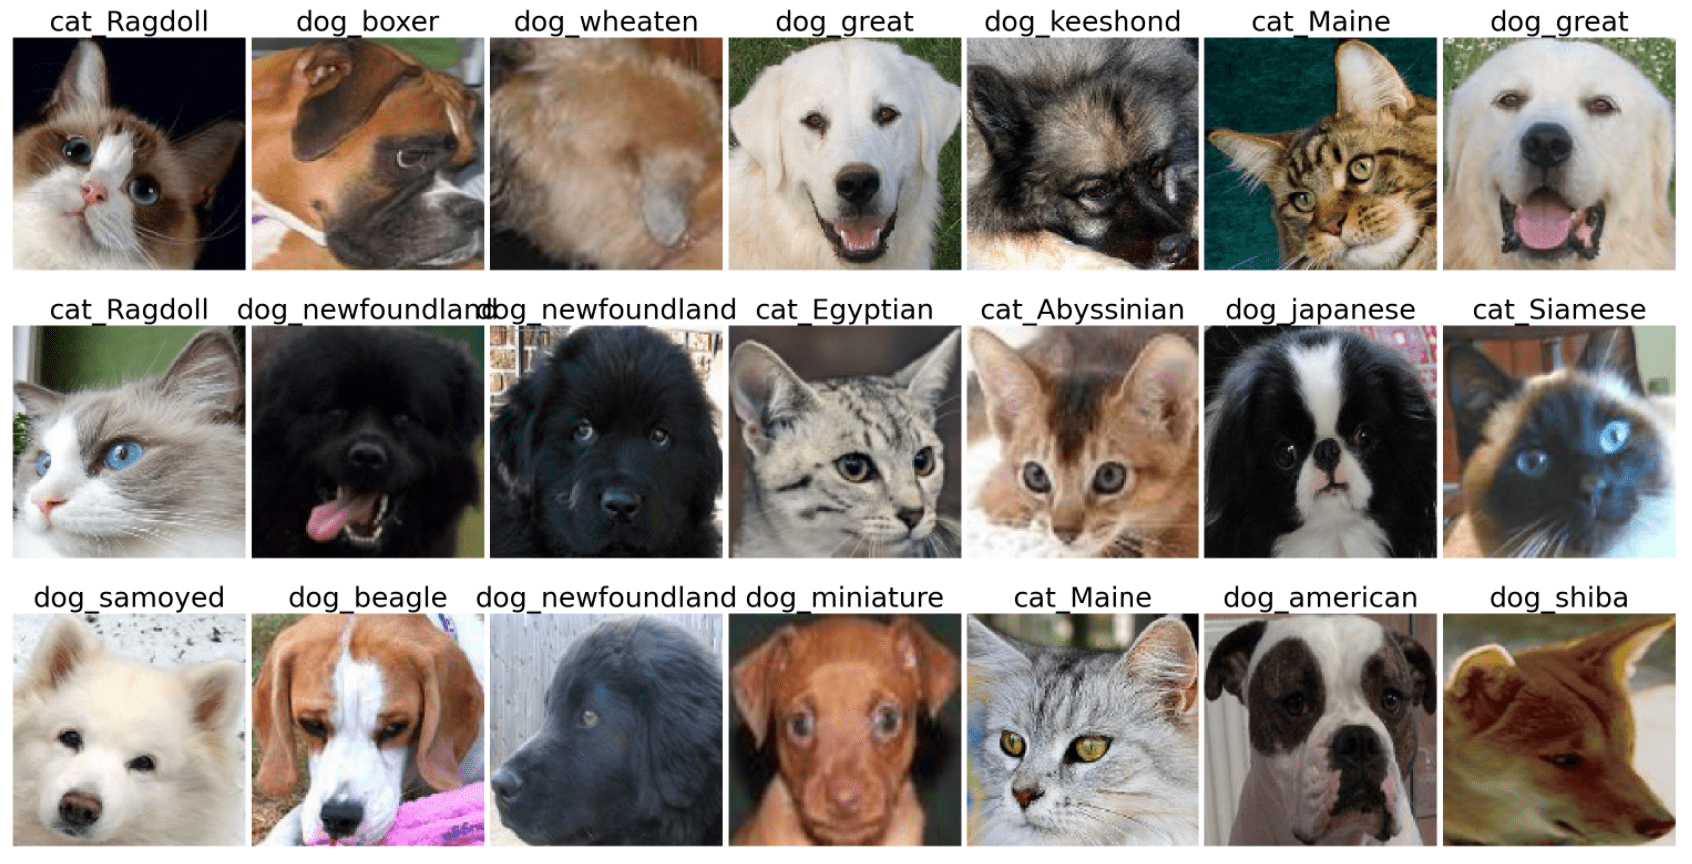 cat_Ragdoll dog_boxer dog_wheaten dog_great dog_keeshond cat_Maine dog_great
cat_Ragdoll dog_newfoundland dog_newfoundland cat_Egyptian cat_Abyssinian dog_japanese cat_Siamese
dog_samoyed dog_beagle dog_newfoundland dog_miniature cat_Maine dog_american dog_shiba